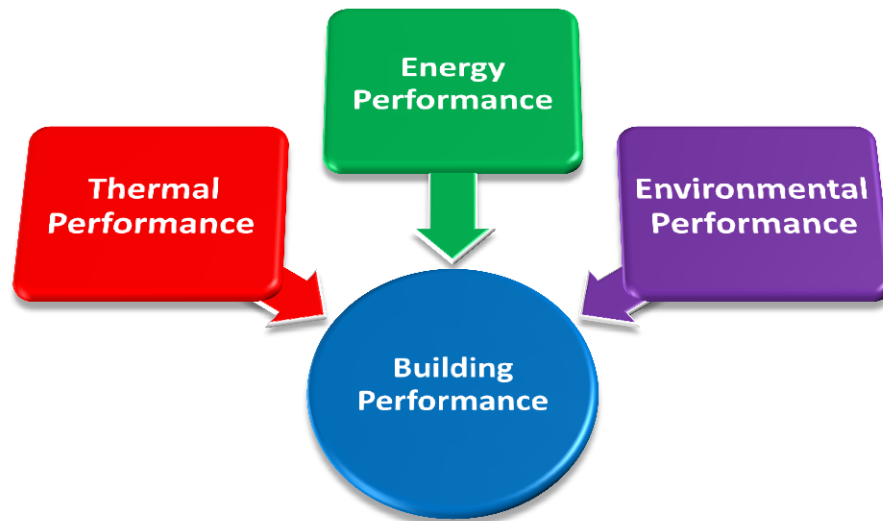 Energy
Performance
Thermal
Performance
Environmental
Performance
Building
Performance